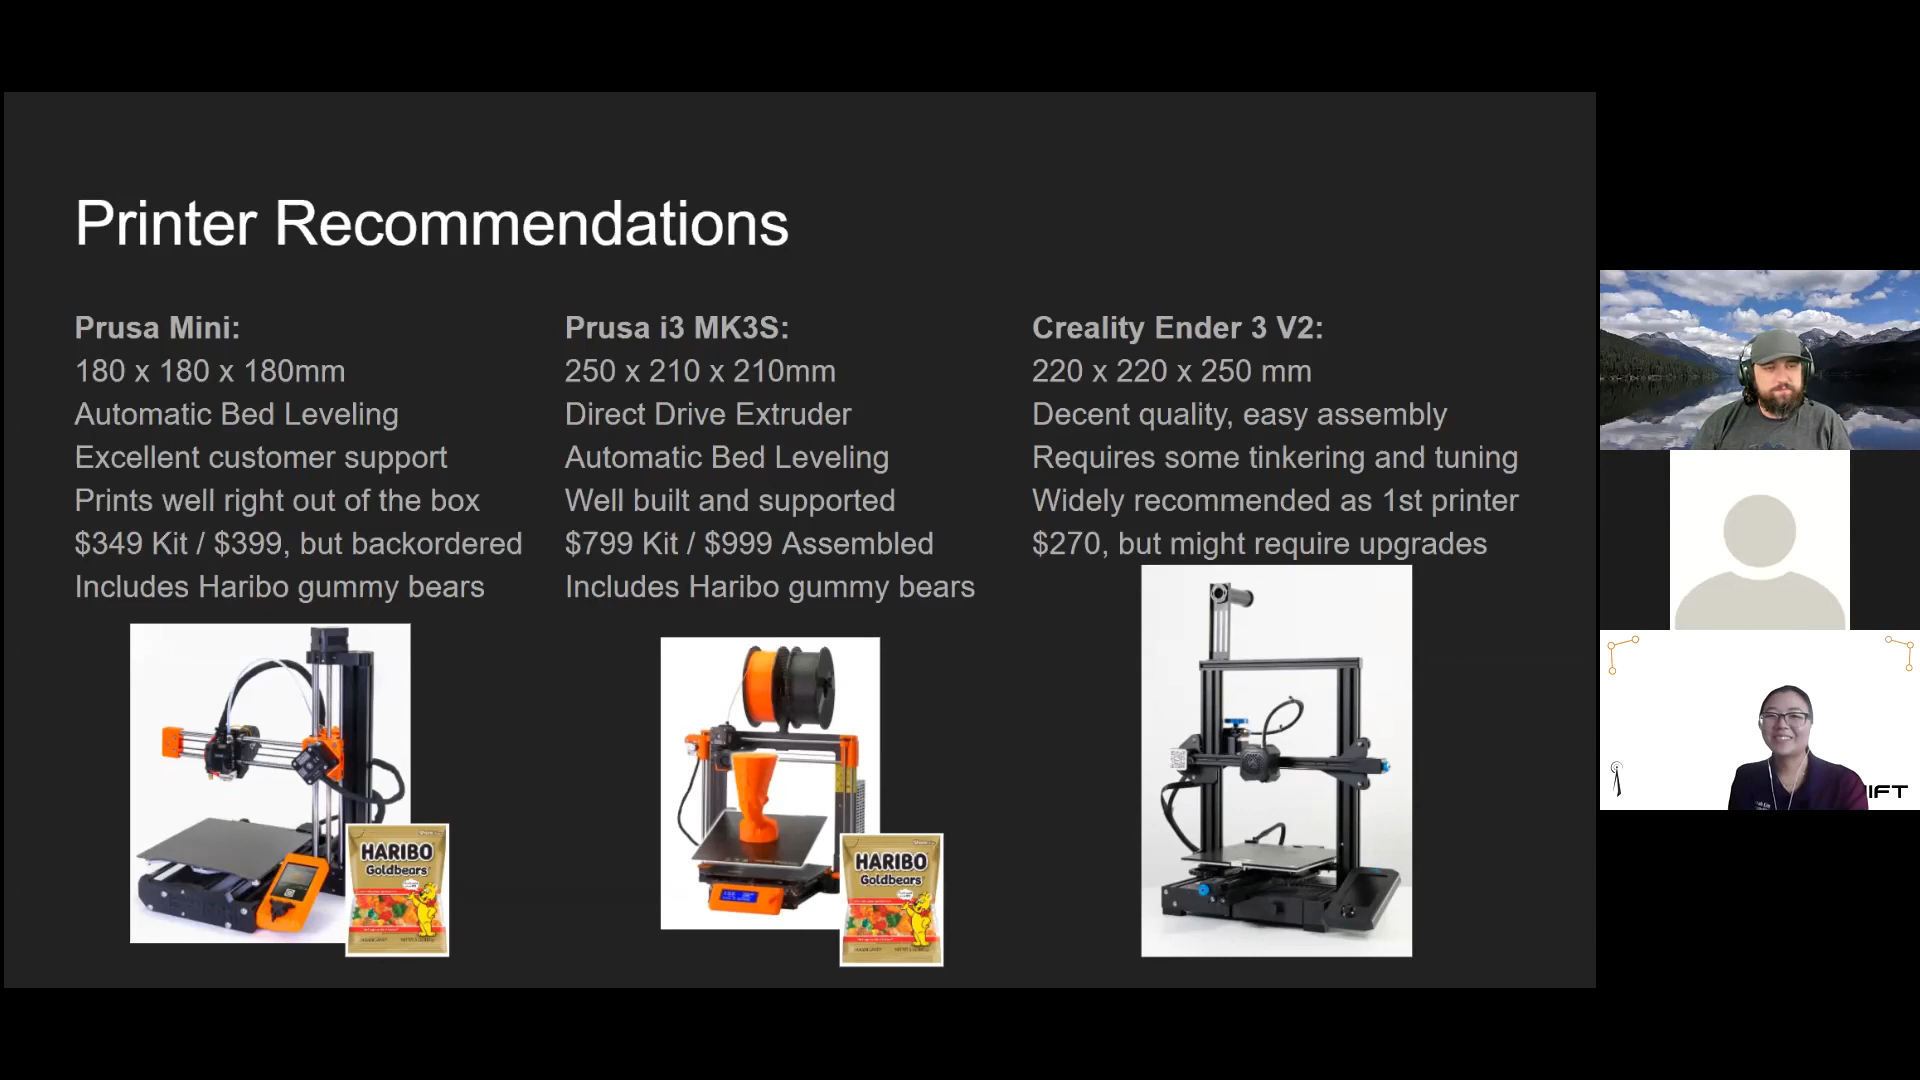 Printer Recommendations
Prusa Mini:
180 x 180 x 180mm
Automatic Bed Leveling
Excellent customer support
Prints well right out of the box
$349 Kit / $399, but backordered
Includes Haribo gummy bears
Prusa i3 MK3S:
250 x 210 x 210mm
Direct Drive Extruder
Automatic Bed Leveling
Well built and supported
$799 Kit / $999 Assembled
Includes Haribo gummy bears
Creality Ender 3 V2:
220 x 220 x 250 mm
Decent quality, easy assembly
Requires some tinkering and tuning
Widely recommended as 1st printer
$270, but might require upgrades
HARIBO
Goldbears
HARIBO
Goldbears
IFT